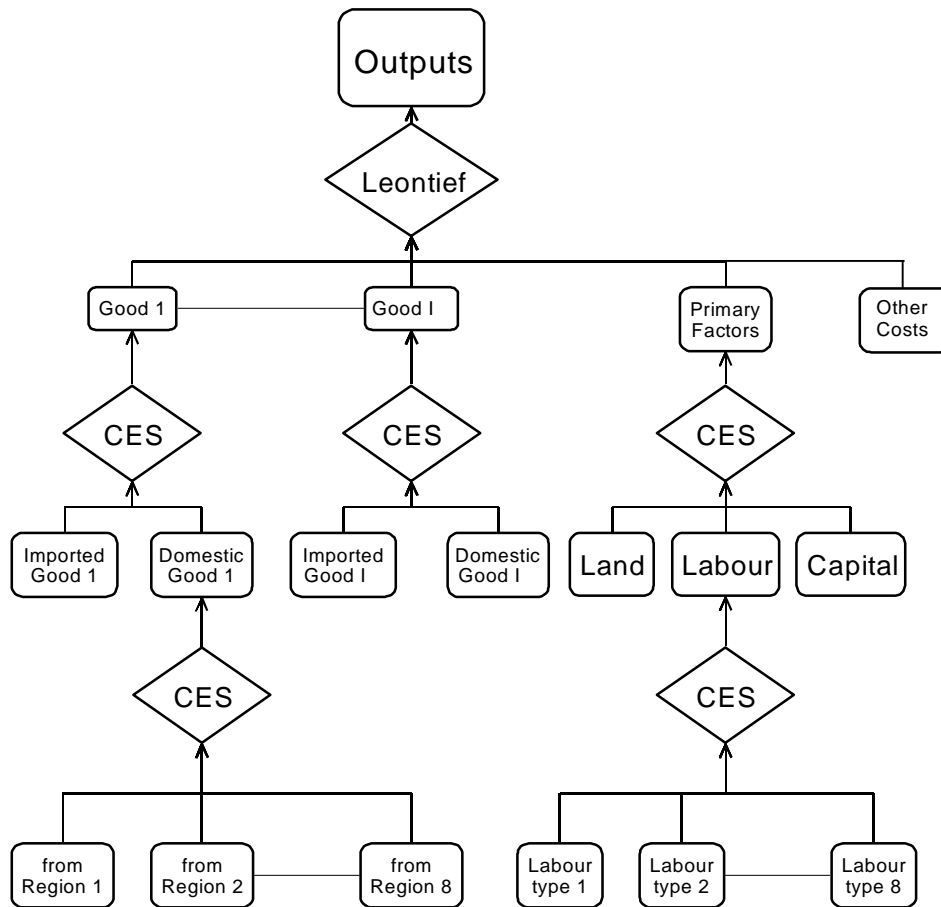 Outputs
Leontief
Good 1
Good I
Primary
Factors
Other
Costs
CES
CES
CES
Imported
Good 1
Domestic
Good 1
Imported
Good I
Domestic
Good I
Land
Labour
Capital
CES
CES
from
Region 1
from
Region 2
from
Region 8
Labour
type 1
Labour
type 2
Labour
type 8